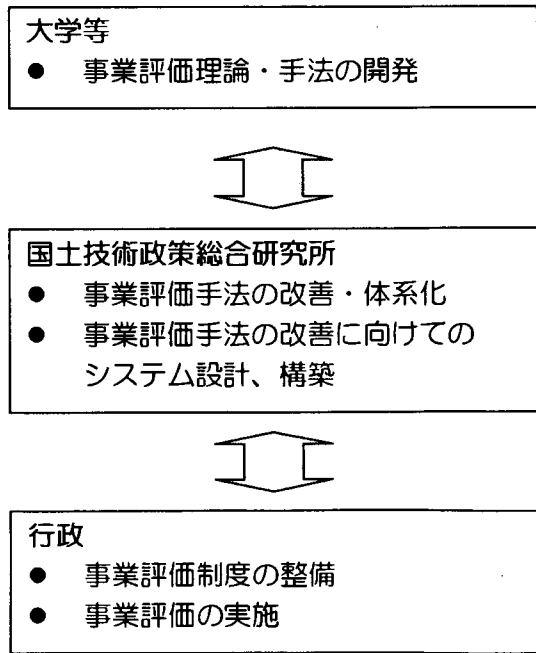 大学等
● 事業評価理論・手法の開発
国土技術政策総合研究所
● 事業評価手法の改善・体系化
● 事業評価手法の改善に向けての
システム設計、構築
行政
● 事業評価制度の整備
● 事業評価の実施